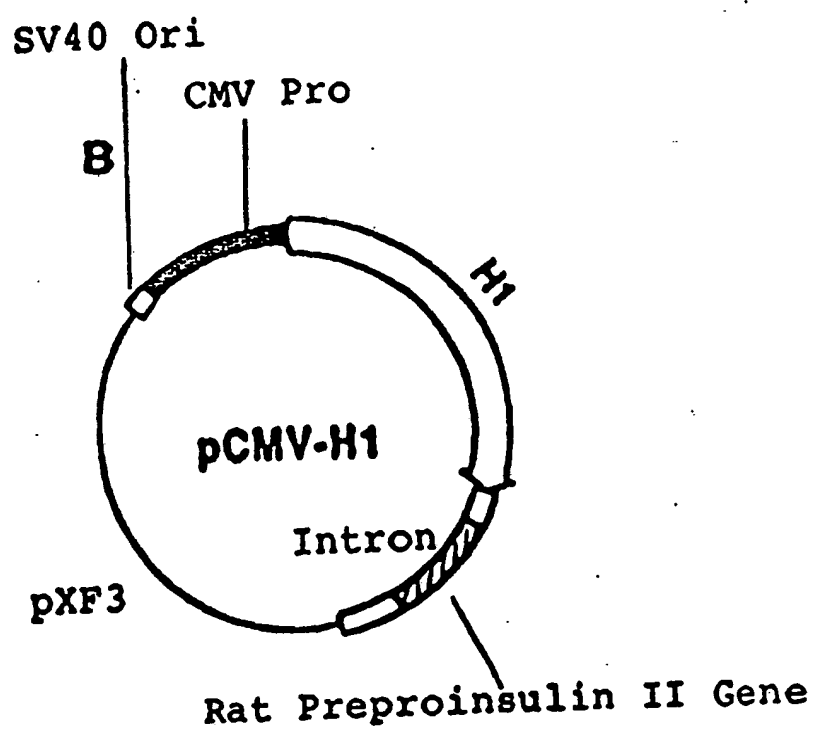 SV40 Ori
CMV Pro
B
H1
pCMV-H1
Intron
pXF3
Rat Preproinsulin II Gene